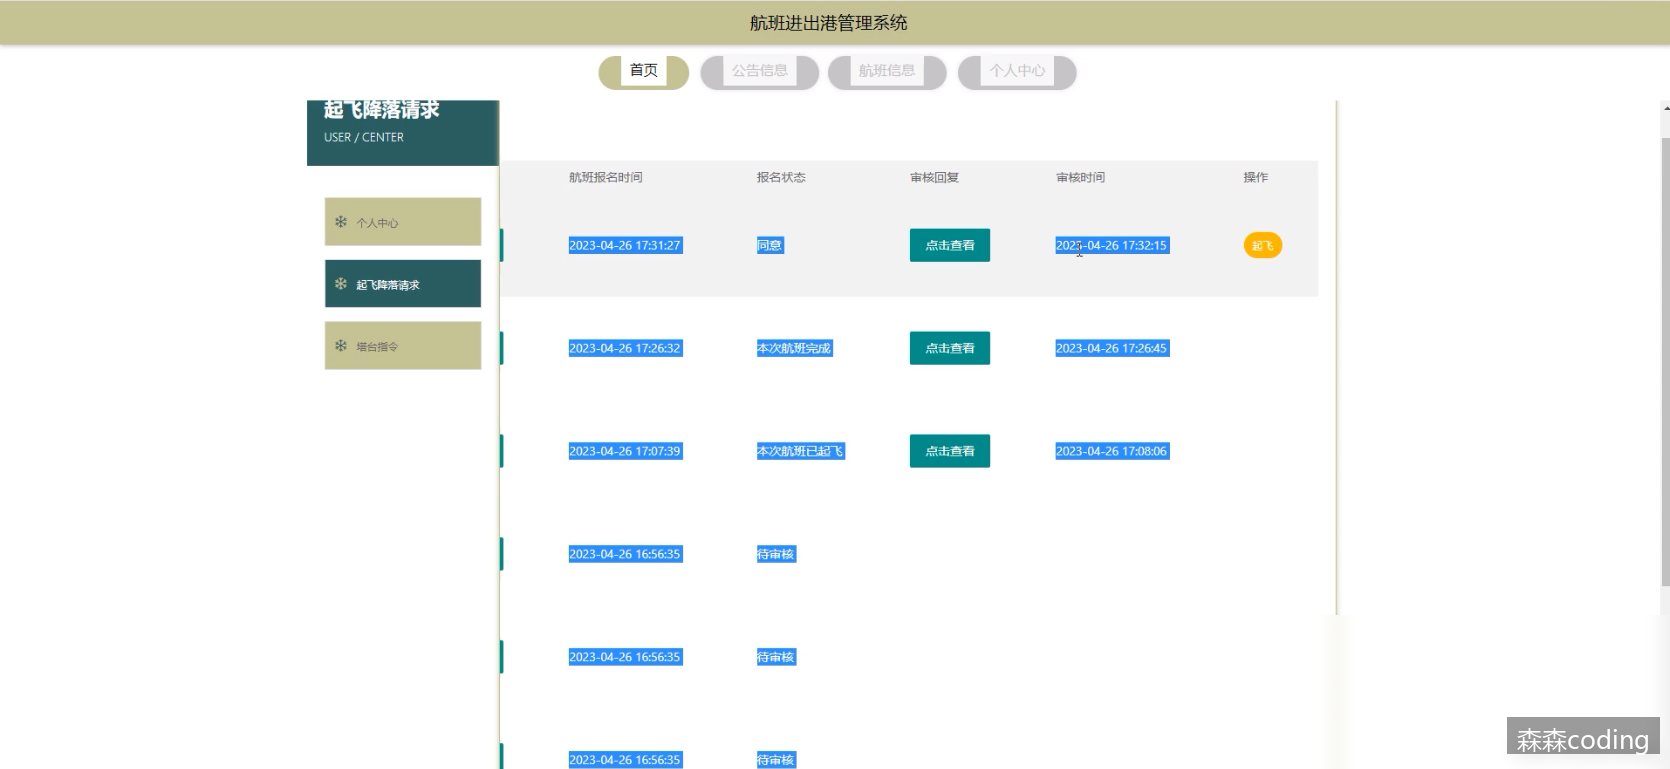 航班进出港管理系统
首页 公告信息 航班信息 个人中心
起飞降落请求
USER / CENTER
航班报名时间 报名状态 审核回复 审核时间 操作
个人中心
2023-04-26 17:31:27 同意 点击查看 2023-04-26 17:32:15 起飞
起飞降落请求
塔台指令
2023-04-26 17:26:32 本次航班完成 点击查看 2023-04-26 17:26:45
2023-04-26 17:07:39 本次航班已起飞 点击查看 2023-04-26 17:08:06
2023-04-26 16:56:35 待审核
2023-04-26 16:56:35 待审核
2023-04-26 16:56:35 待审核
森森coding